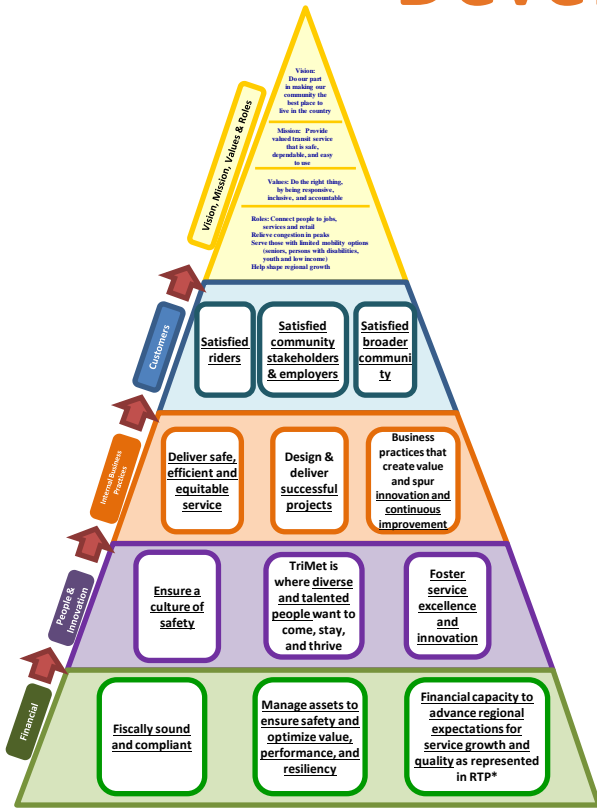 Vision:
Do our part
in making our
community the
best place to
live in the country
Mission: Provide
valued transit service
that is safe,
dependable, and easy
to use
Values: Do the right thing,
by being responsive,
inclusive, and accountable
Roles: Connect people to jobs,
services and retail
Relieve congestion in peaks
Serve those with limited mobility options
(seniors, persons with disabilities,
youth and low income)
Help shape regional growth
Vision, Mission, Values & Roles
Customers
Satisfied
riders
Satisfied
community
stakeholders
& employers
Satisfied
broader
communi
ty
Internal Business
Practices
Deliver safe,
efficient and
equitable
service
Design &
deliver
successful
projects
Business
practices that
create value
and spur
innovation and
continuous
improvement
People &
Innovation
Ensure a
culture of
safety
TriMet is
where diverse
and talented
people want to
come, stay,
and thrive
Foster
service
excellence
and
innovation
Financial
Fiscally sound
and compliant
Manage assets to
ensure safety and
optimize value,
performance, and
resiliency
Financial capacity to
advance regional
expectations for
service growth and
quality as represented
in RTP*